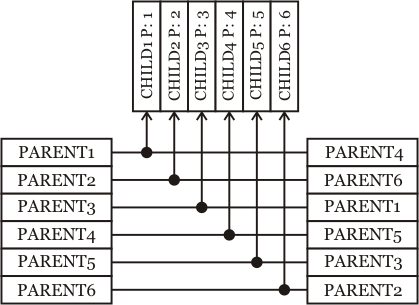 CHILD1 P: 1
CHILD2 P: 2
CHILD3 P: 3
CHILD4 P: 4
CHILD5 P: 5
CHILD6 P: 6
PARENT1 PARENT4
PARENT2 PARENT6
PARENT3 PARENT1
PARENT4 PARENT5
PARENT5 PARENT3
PARENT6 PARENT2